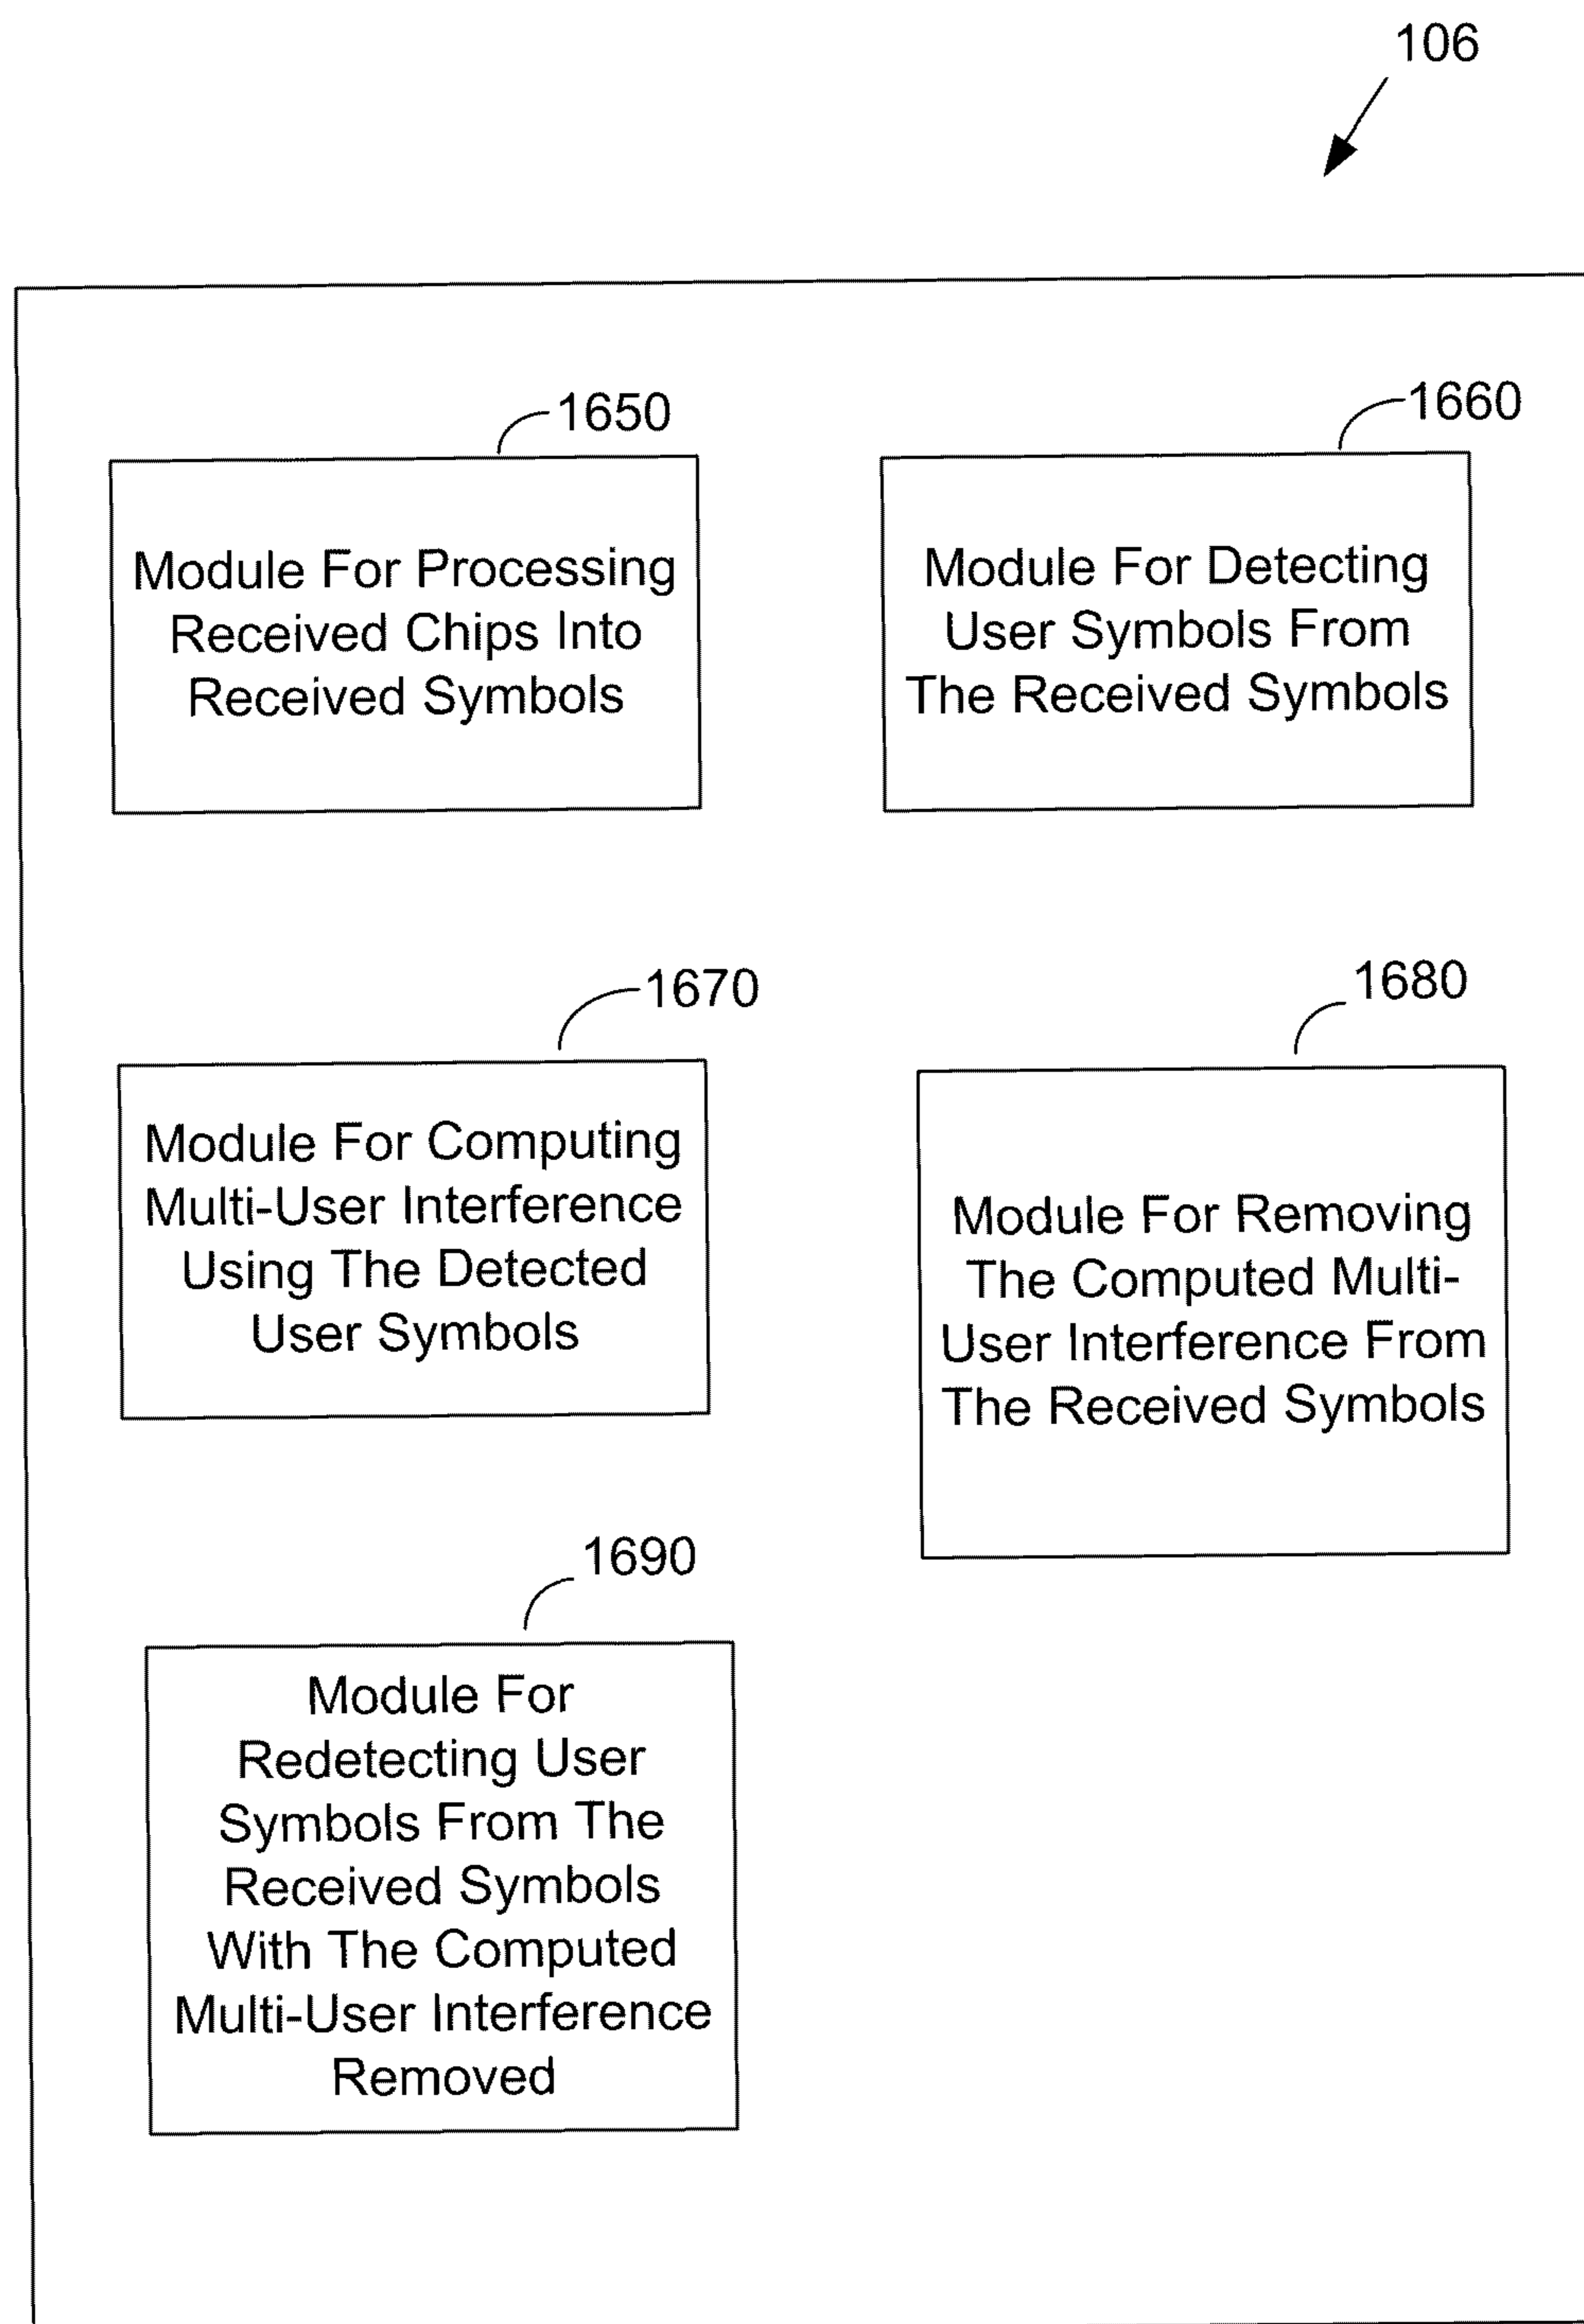 106
1650
Module For Processing
Received Chips Into
Received Symbols
1660
Module For Detecting
User Symbols From
The Received Symbols
1670
Module For Computing
Multi-User Interference
Using The Detected
User Symbols
1680
Module For Removing
The Computed Multi-
User Interference From
The Received Symbols
1690
Module For
Redetecting User
Symbols From The
Received Symbols
With The Computed
Multi-User Interference
Removed